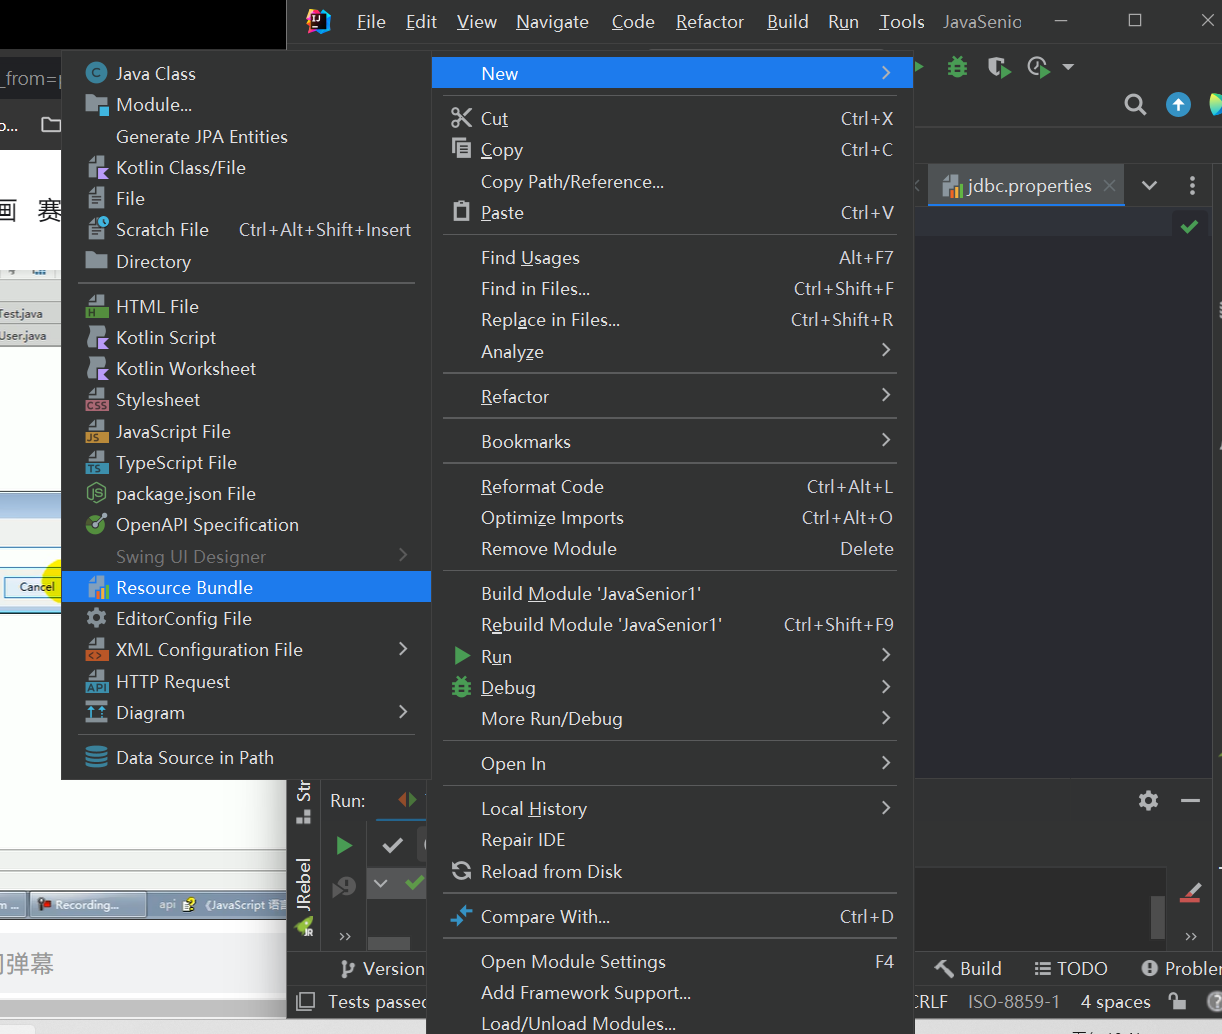 File Edit View Navigate Code Refactor Build Run Tools JavaSenio
_from=p
o...
画 赛
Test.java
User.java
Cancel
Java Class
Module...
Generate JPA Entities
Kotlin Class/File
File
Scratch File Ctrl+Alt+Shift+Insert
Directory
HTML File
Kotlin Script
Kotlin Worksheet
Stylesheet
JavaScript File
TypeScript File
package.json File
OpenAPI Specification
Swing UI Designer
Resource Bundle
EditorConfig File
XML Configuration File
HTTP Request
Diagram
Data Source in Path
New
Cut Ctrl+X
Copy Ctrl+C
Copy Path/Reference...
Paste Ctrl+V
Find Usages Alt+F7
Find in Files... Ctrl+Shift+F
Replace in Files... Ctrl+Shift+R
Analyze
Refactor
Bookmarks
Reformat Code Ctrl+Alt+L
Optimize Imports Ctrl+Alt+O
Remove Module Delete
Build Module 'JavaSenior1'
Rebuild Module 'JavaSenior1' Ctrl+Shift+F9
Run
Debug
More Run/Debug
Open In
Local History
Repair IDE
Reload from Disk
Compare With... Ctrl+D
Open Module Settings F4
Add Framework Support...
Load/Unload Modules...
jdbc.properties
Str
JRebel
Run:
Recording... api 《JavaScript 语言
弹幕
Version
Build TODO Problem
Tests passed
CRLF ISO-8859-1 4 spaces